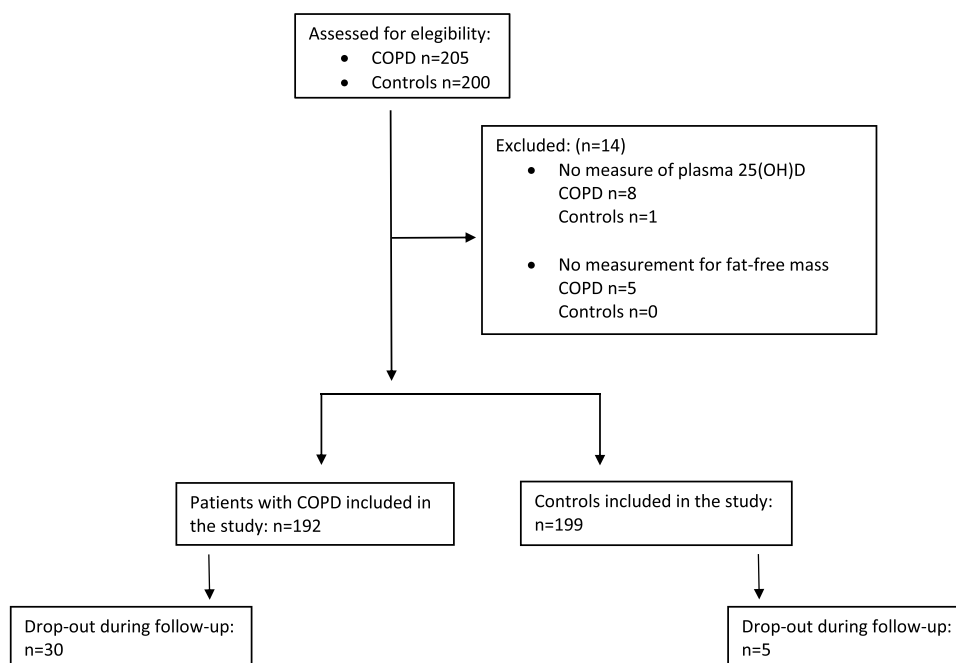 Assessed for elegibility:
• COPD n=205
• Controls n=200
Excluded: (n=14)
• No measure of plasma 25(OH)D
COPD n=8
Controls n=1
• No measurement for fat-free mass
COPD n=5
Controls n=0
Patients with COPD included in
the study: n=192
Controls included in the study:
n=199
Drop-out during follow-up:
n=30
Drop-out during follow-up:
n=5